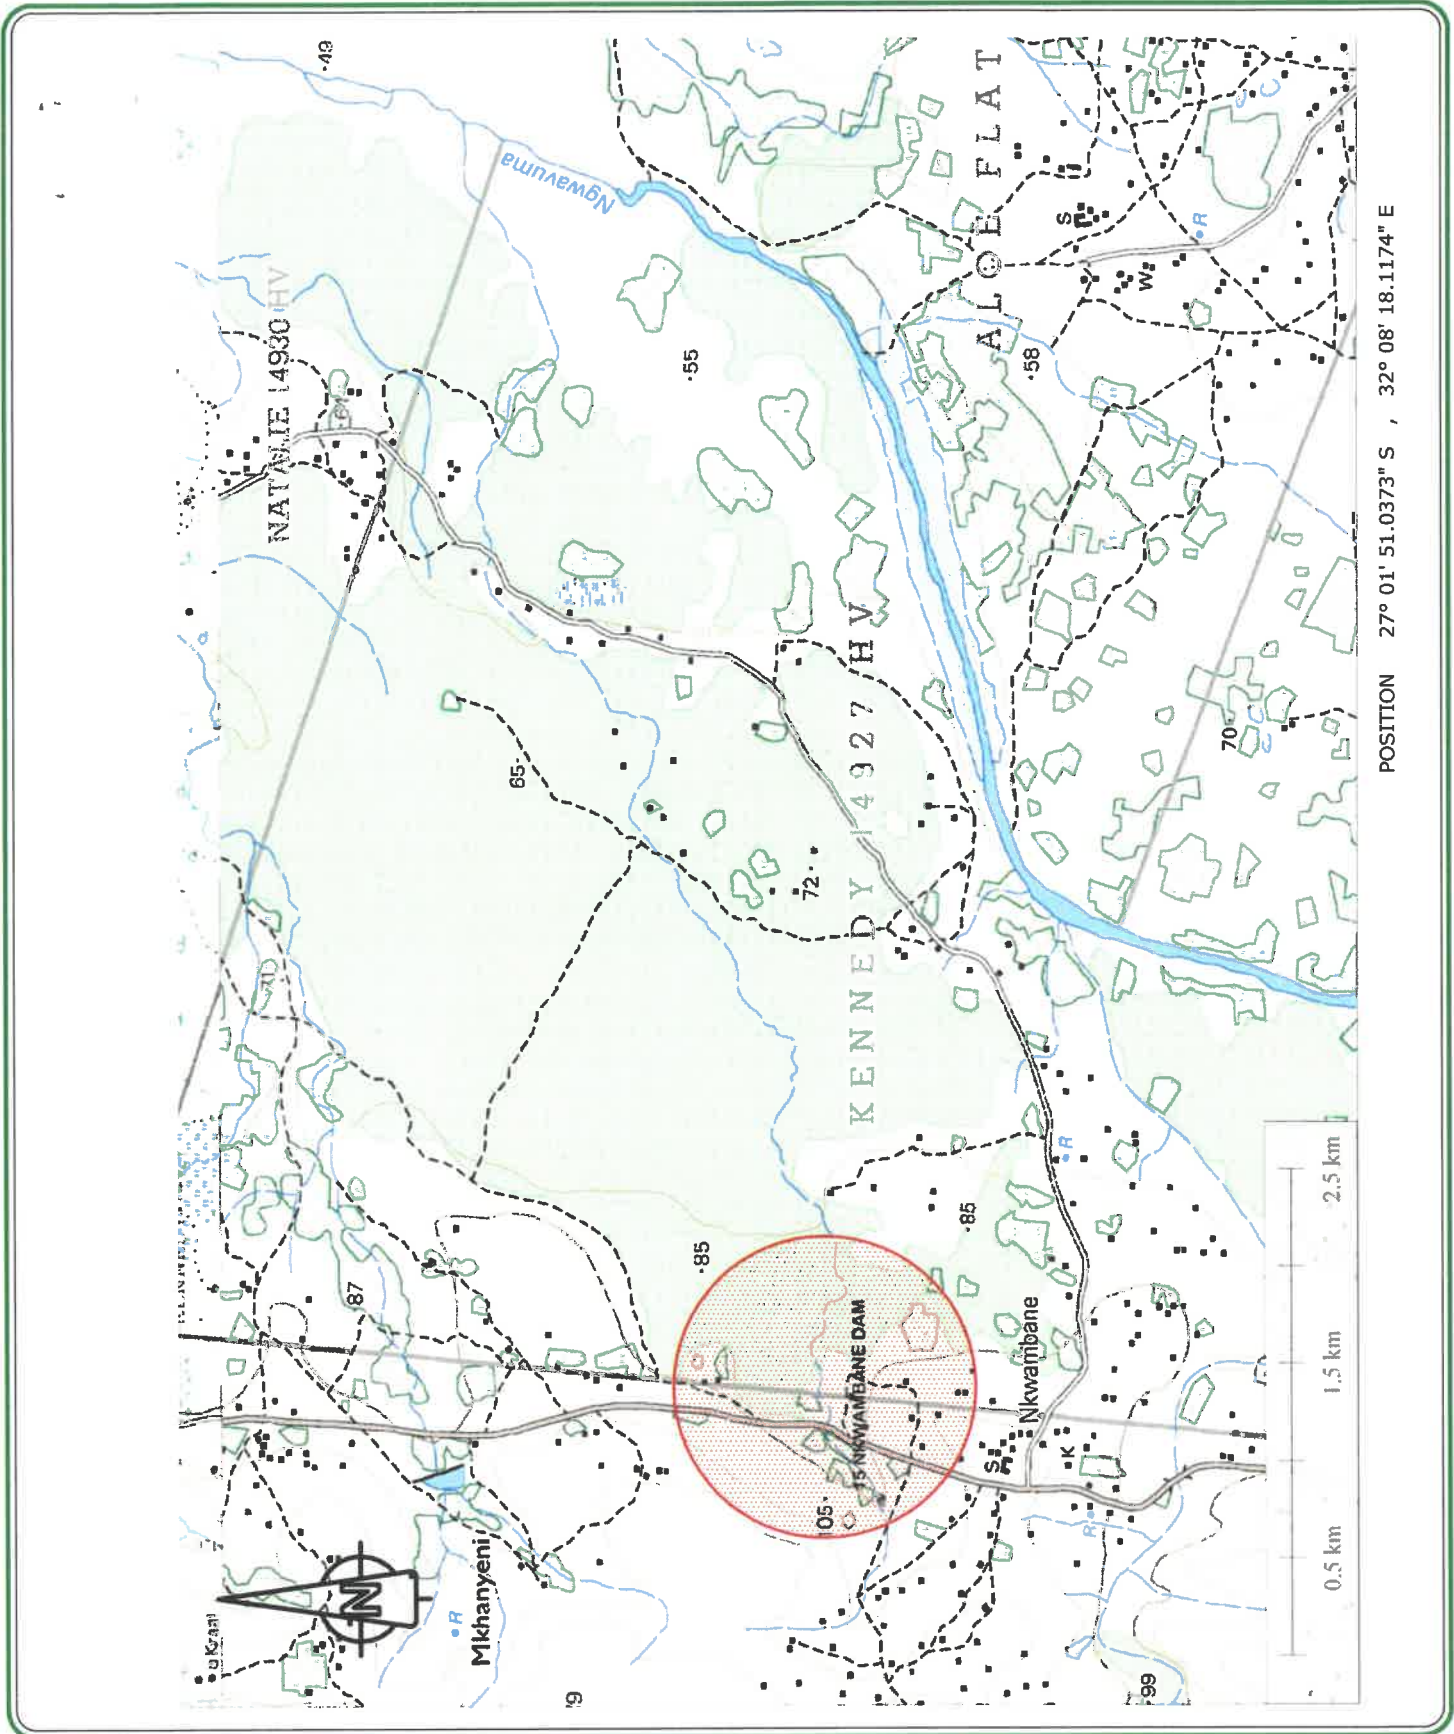 ·49
Ngwavuma
NATALIE 14930 HV
·55
ALOE FLAT
S
R
W
·58
65·
72·
KENNEDY 14927 HV
70·
·85
·85
·87
105·
15 NKWAMBANE DAM
Nkwambane
S
K
R
R
Mkhanyeni
R
N
·99
0.5 km
1.5 km
2.5 km
POSITION 27° 01' 51.0373" S , 32° 08' 18.1174" E